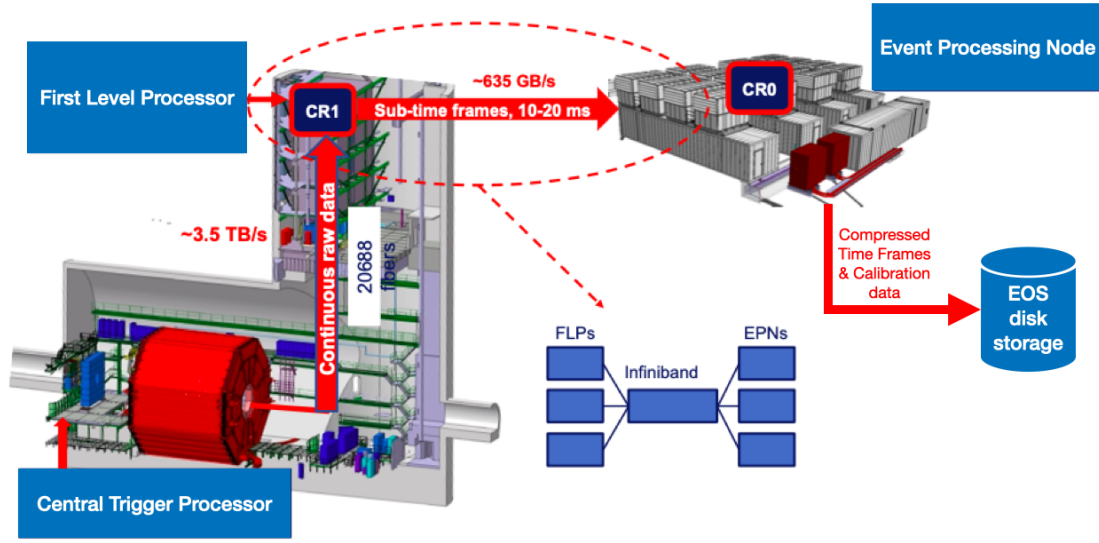 First Level Processor
CR1
~635 GB/s
Sub-time frames, 10-20 ms
CR0
Event Processing Node
~3.5 TB/s
Continuous raw data
20688
fibers
Compressed
Time Frames
& Calibration
data
EOS
disk
storage
FLPs
Infiniband
EPNs
Central Trigger Processor